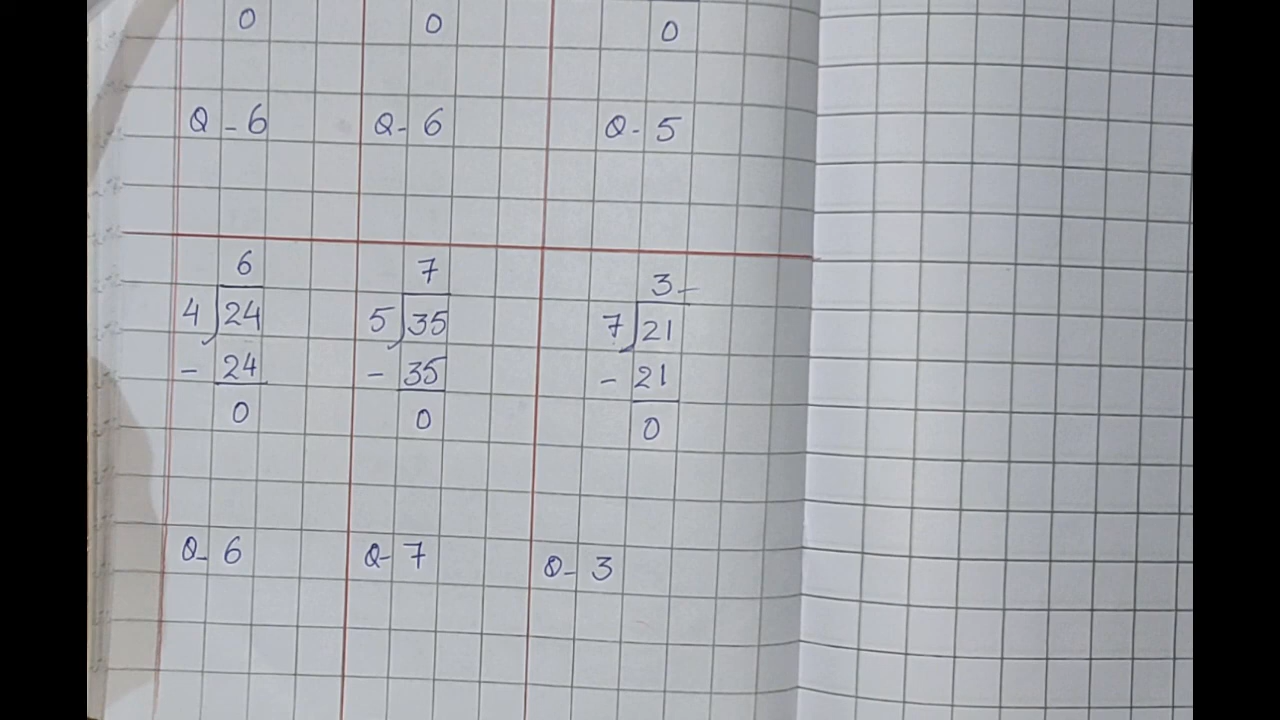 0 0 0
Q - 6 Q - 6 Q - 5
6 7 3
4 24 5 35 7 21
- 24 - 35 - 21
0 0 0
Q - 6 Q - 7 Q - 3